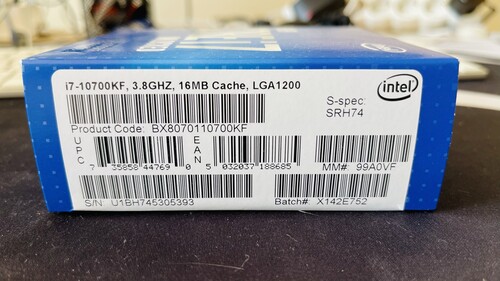 i7-10700KF, 3.8GHZ, 16MB Cache, LGA1200
intel
S-spec:
SRH74
Product Code: BX8070110700KF
UPC
EAN
7 35858 44769 0
5 032037 188685
MM#: 99A0VF
S/N: U1BH745305393
Batch#: X142E752